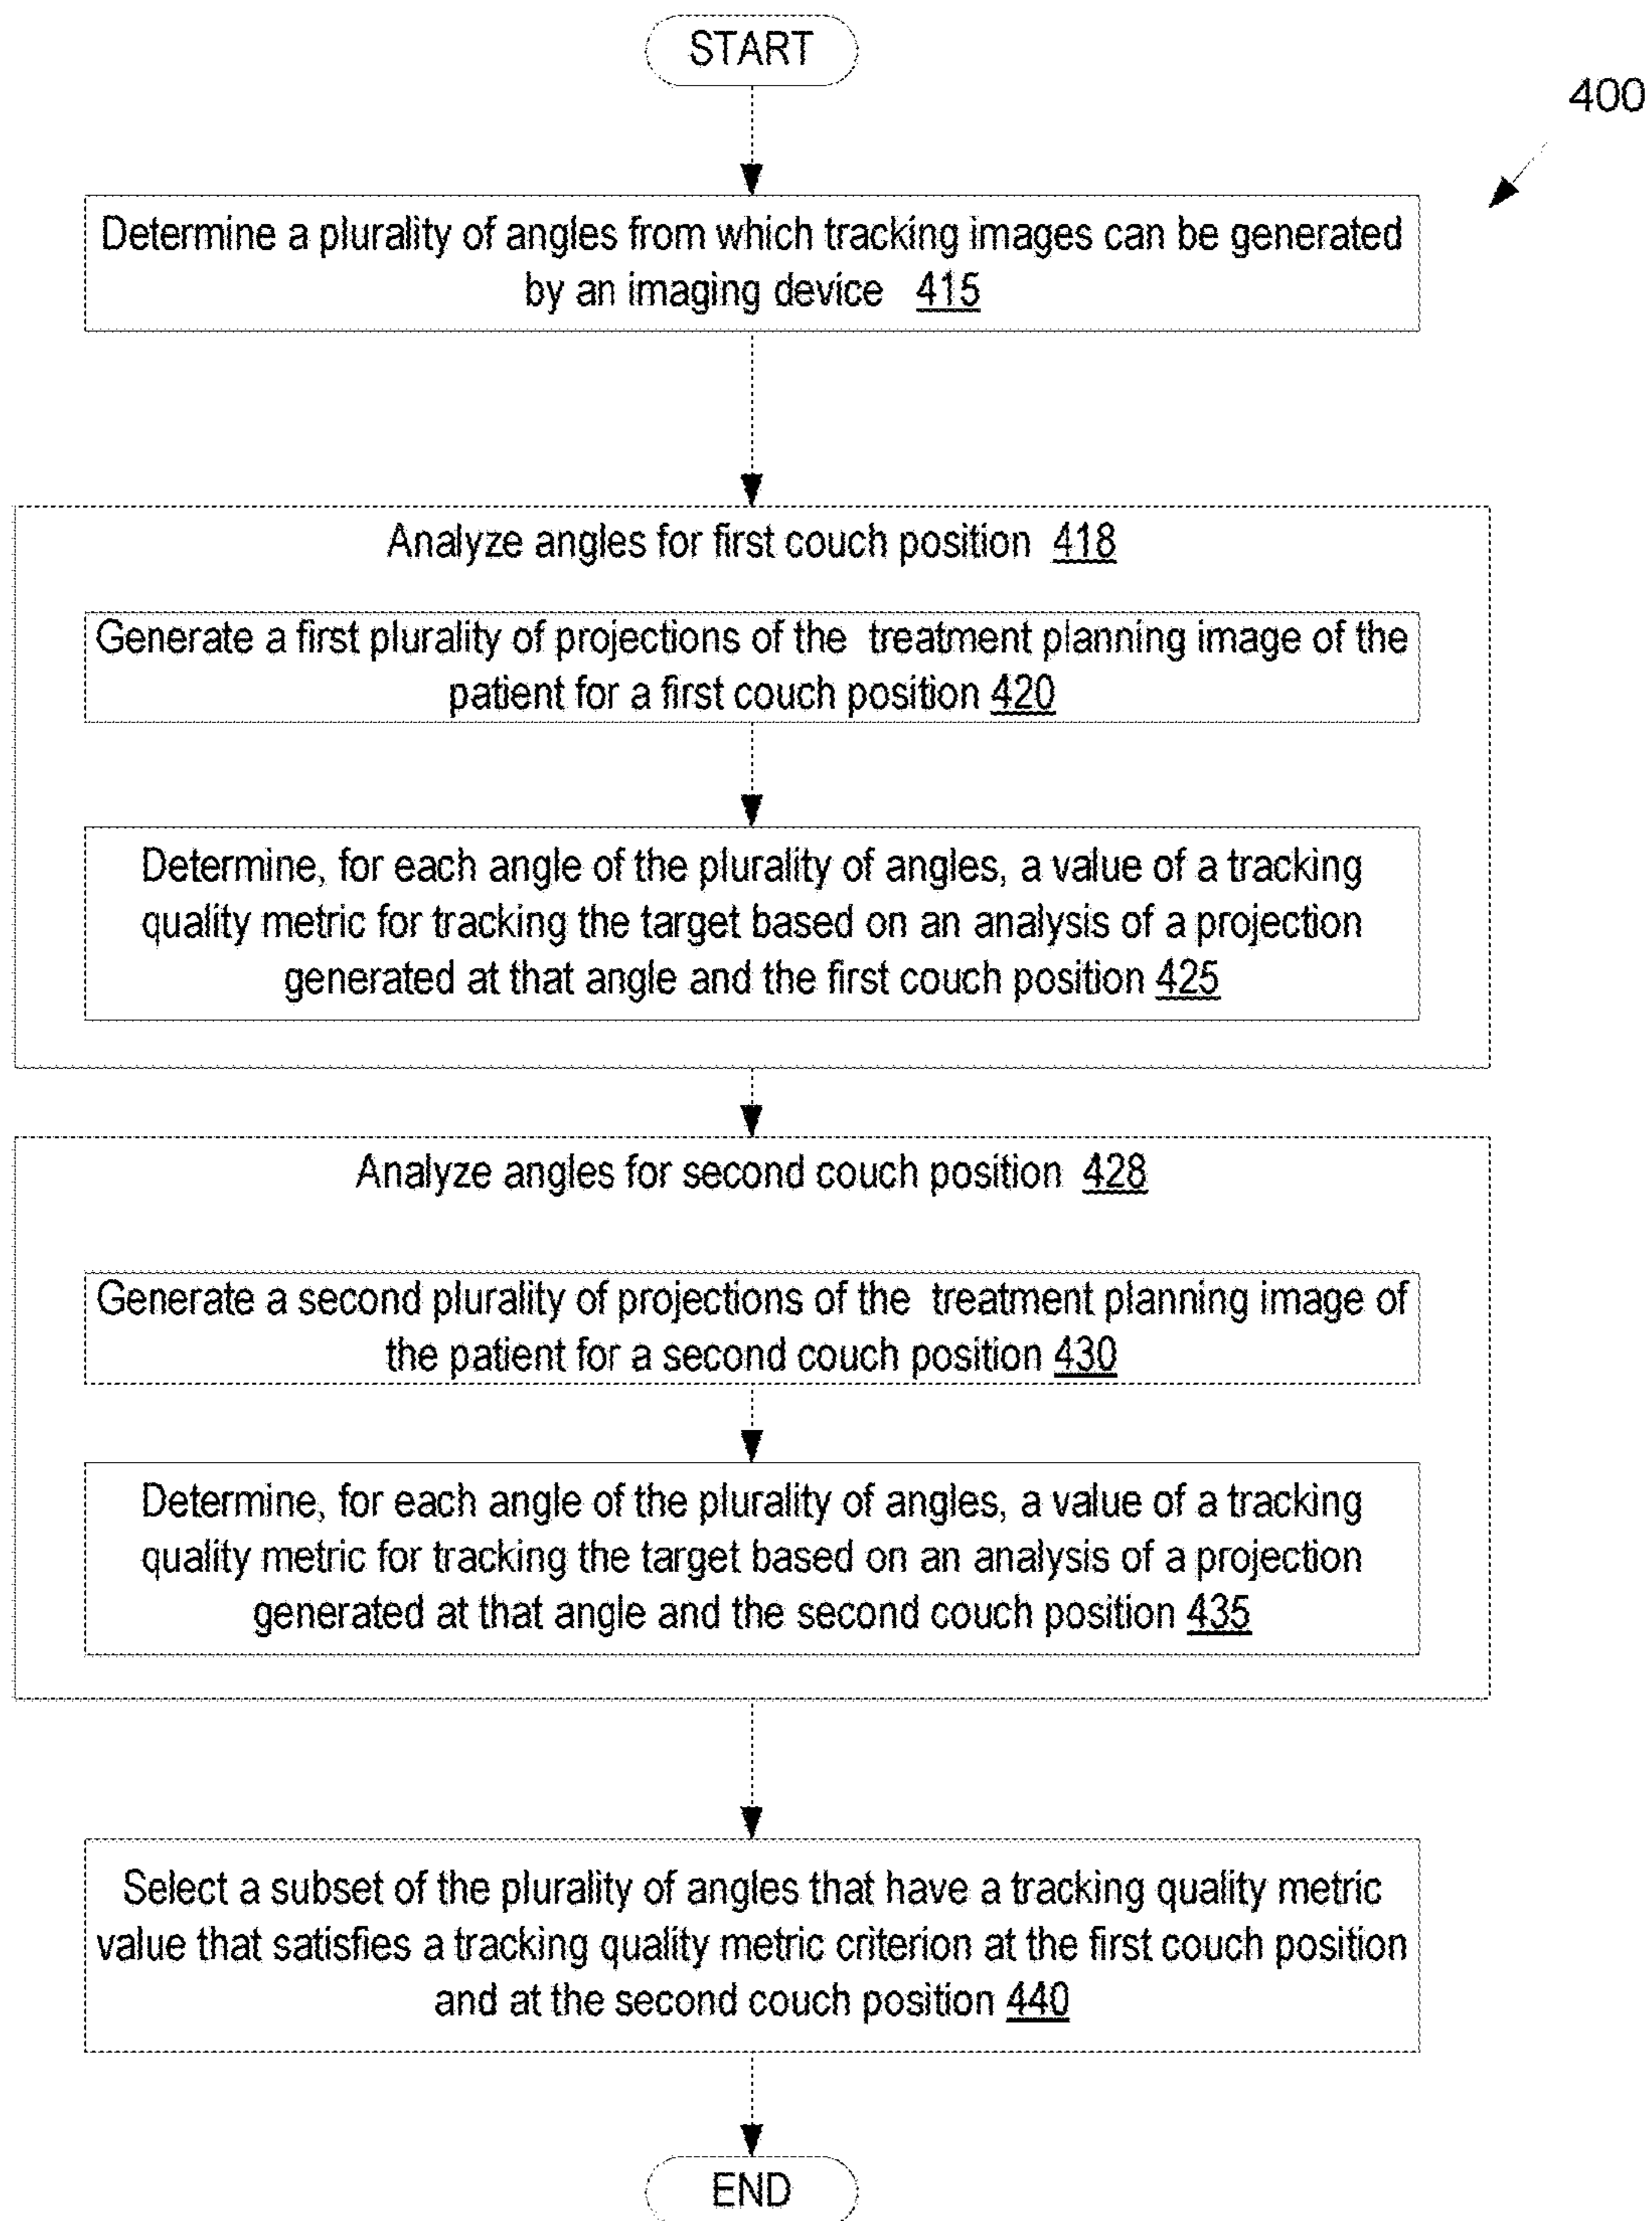 START
400
Determine a plurality of angles from which tracking images can be generated
by an imaging device 415
Analyze angles for first couch position 418
Generate a first plurality of projections of the treatment planning image of the
patient for a first couch position 420
Determine, for each angle of the plurality of angles, a value of a tracking
quality metric for tracking the target based on an analysis of a projection
generated at that angle and the first couch position 425
Analyze angles for second couch position 428
Generate a second plurality of projections of the treatment planning image of
the patient for a second couch position 430
Determine, for each angle of the plurality of angles, a value of a tracking
quality metric for tracking the target based on an analysis of a projection
generated at that angle and the second couch position 435
Select a subset of the plurality of angles that have a tracking quality metric
value that satisfies a tracking quality metric criterion at the first couch position
and at the second couch position 440
END